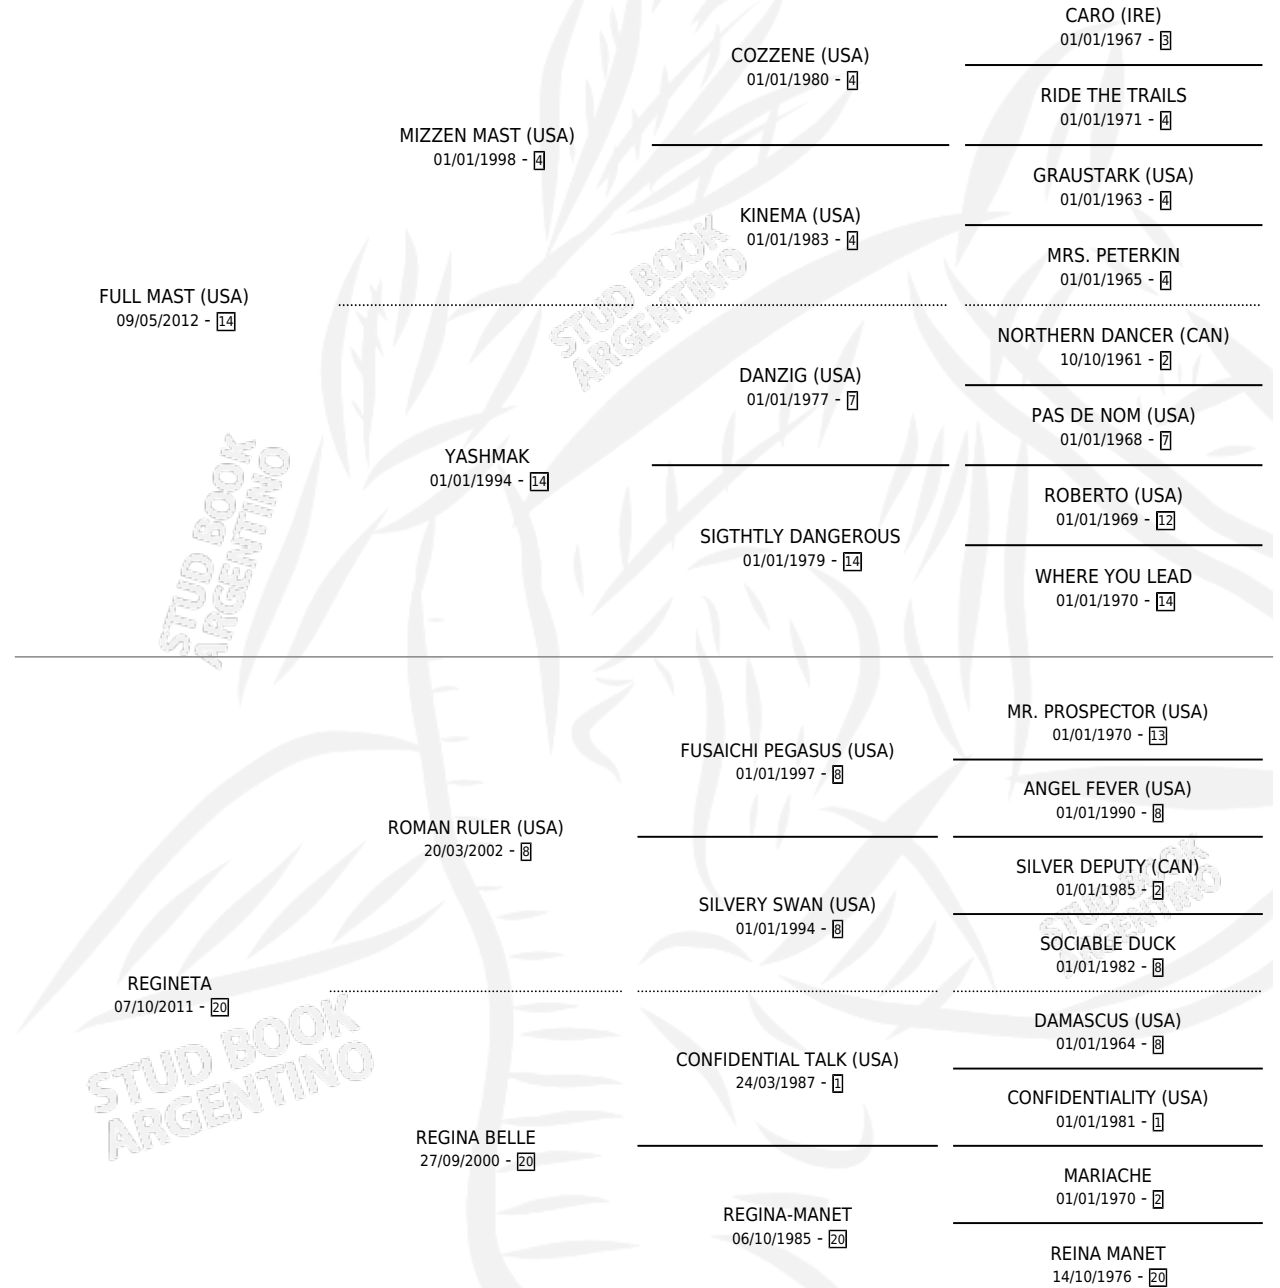 CARO (IRE)
01/01/1967 - 3
COZZENE (USA)
01/01/1980 - 4
RIDE THE TRAILS
01/01/1971 - 4
MIZZEN MAST (USA)
01/01/1998 - 4
GRAUSTARK (USA)
01/01/1963 - 4
KINEMA (USA)
01/01/1983 - 4
MRS. PETERKIN
01/01/1965 - 4
FULL MAST (USA)
09/05/2012 - 14
NORTHERN DANCER (CAN)
10/10/1961 - 2
DANZIG (USA)
01/01/1977 - 7
PAS DE NOM (USA)
01/01/1968 - 7
YASHMAK
01/01/1994 - 14
ROBERTO (USA)
01/01/1969 - 12
SIGTHTLY DANGEROUS
01/01/1979 - 14
WHERE YOU LEAD
01/01/1970 - 14
MR. PROSPECTOR (USA)
01/01/1970 - 13
FUSAICHI PEGASUS (USA)
01/01/1997 - 8
ANGEL FEVER (USA)
01/01/1990 - 8
ROMAN RULER (USA)
20/03/2002 - 8
SILVER DEPUTY (CAN)
01/01/1985 - 2
SILVERY SWAN (USA)
01/01/1994 - 8
SOCIABLE DUCK
01/01/1982 - 8
REGINETA
07/10/2011 - 20
DAMASCUS (USA)
01/01/1964 - 8
CONFIDENTIAL TALK (USA)
24/03/1987 - 1
CONFIDENTIALITY (USA)
01/01/1981 - 1
REGINA BELLE
27/09/2000 - 20
MARIACHE
01/01/1970 - 2
REGINA-MANET
06/10/1985 - 20
REINA MANET
14/10/1976 - 20
STUD BOOK
ARGENTINO
STUD BOOK
ARGENTINO
STUD BOOK
ARGENTINO
STUD BOOK
ARGENTINO